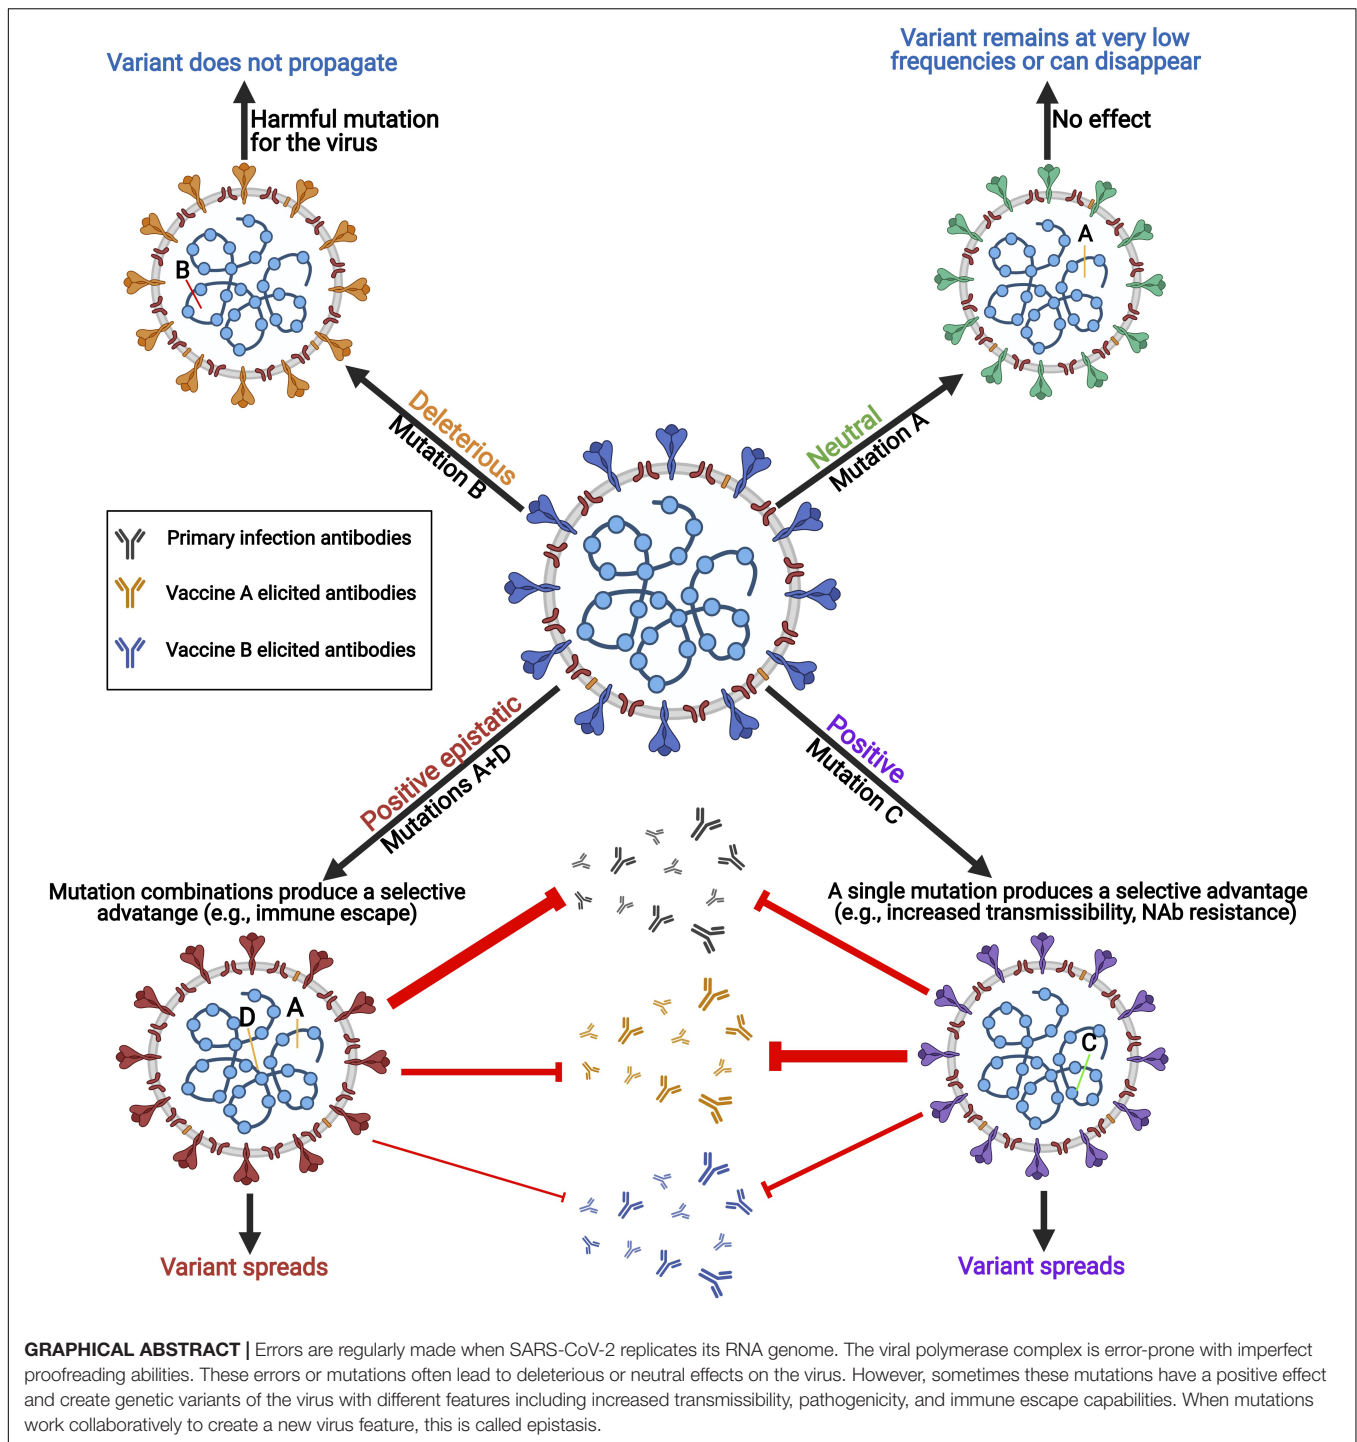 Variant does not propagate
Variant remains at very low
frequencies or can disappear
Harmful mutation
for the virus
No effect
B
A
Deleterious
Mutation B
Neutral
Mutation A
Primary infection antibodies
Vaccine A elicited antibodies
Vaccine B elicited antibodies
Positive epistatic
Mutations A+D
Positive
Mutation C
Mutation combinations produce a selective
advatange (e.g., immune escape)
A single mutation produces a selective advantage
(e.g., increased transmissibility, NAb resistance)
D
A
C
Variant spreads
Variant spreads
GRAPHICAL ABSTRACT | Errors are regularly made when SARS-CoV-2 replicates its RNA genome. The viral polymerase complex is error-prone with imperfect
proofreading abilities. These errors or mutations often lead to deleterious or neutral effects on the virus. However, sometimes these mutations have a positive effect
and create genetic variants of the virus with different features including increased transmissibility, pathogenicity, and immune escape capabilities. When mutations
work collaboratively to create a new virus feature, this is called epistasis.